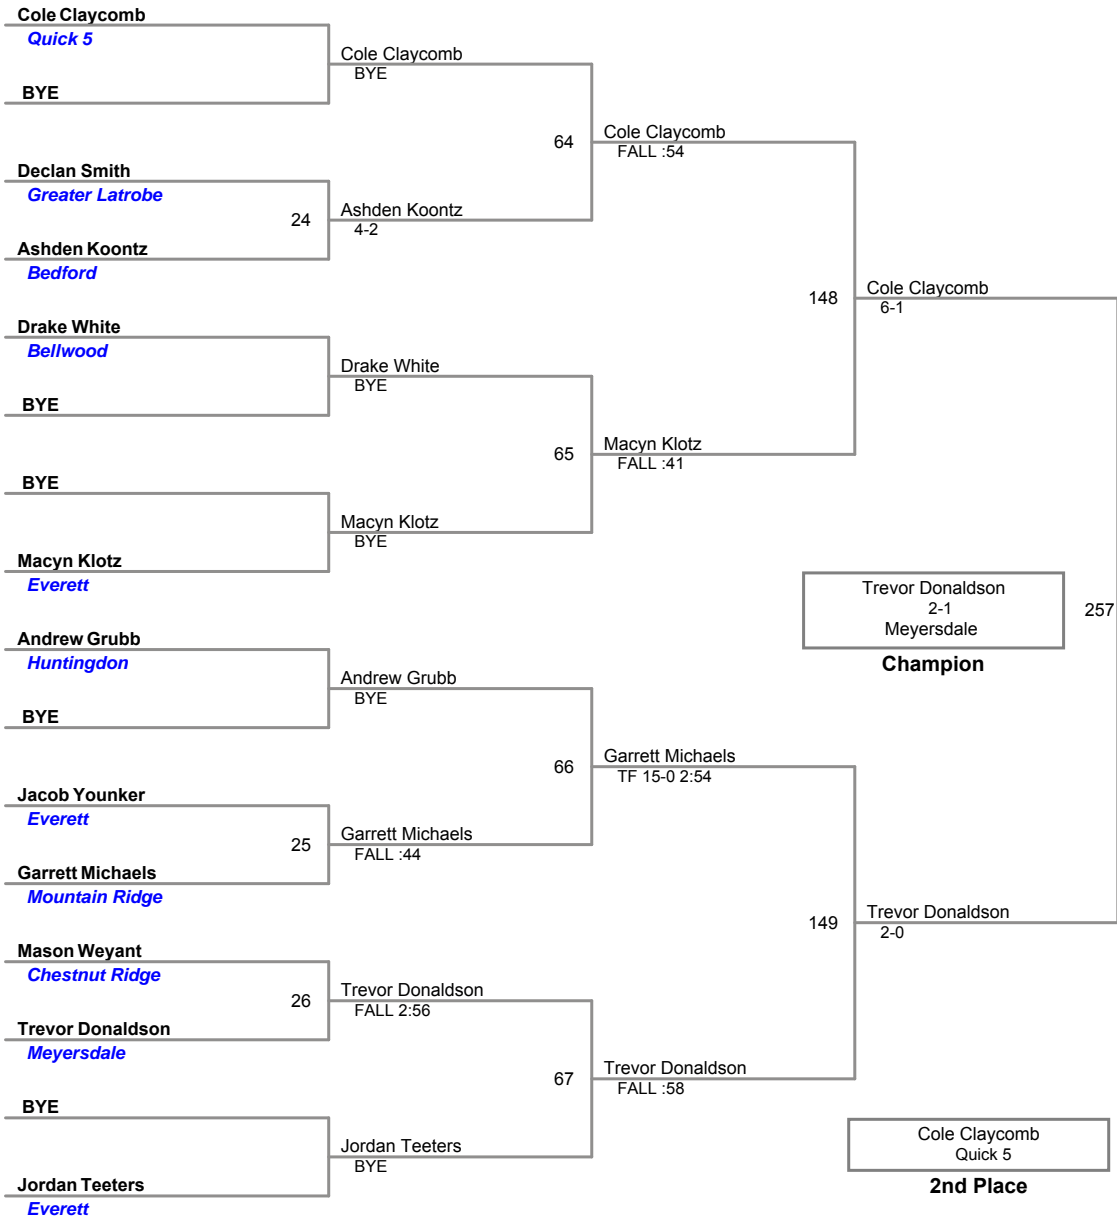 Cole Claycomb
Quick 5
BYE
Declan Smith
Greater Latrobe
24
Ashden Koontz
Bedford
Drake White
Bellwood
BYE
BYE
Macyn Klotz
Everett
Andrew Grubb
Huntingdon
BYE
Jacob Younker
Everett
25
Garrett Michaels
Mountain Ridge
Mason Weyant
Chestnut Ridge
26
Trevor Donaldson
Meyersdale
BYE
Jordan Teeters
Everett
Cole Claycomb
BYE
64
Ashden Koontz
4-2
Drake White
BYE
65
Macyn Klotz
BYE
Andrew Grubb
BYE
66
Garrett Michaels
FALL :44
Trevor Donaldson
FALL 2:56
67
Jordan Teeters
BYE
Cole Claycomb
FALL :54
148
Macyn Klotz
FALL :41
Garrett Michaels
TF 15-0 2:54
149
Trevor Donaldson
FALL :58
Cole Claycomb
6-1
Trevor Donaldson
2-1
Meyersdale
257
Champion
Trevor Donaldson
2-0
Cole Claycomb
Quick 5
2nd Place